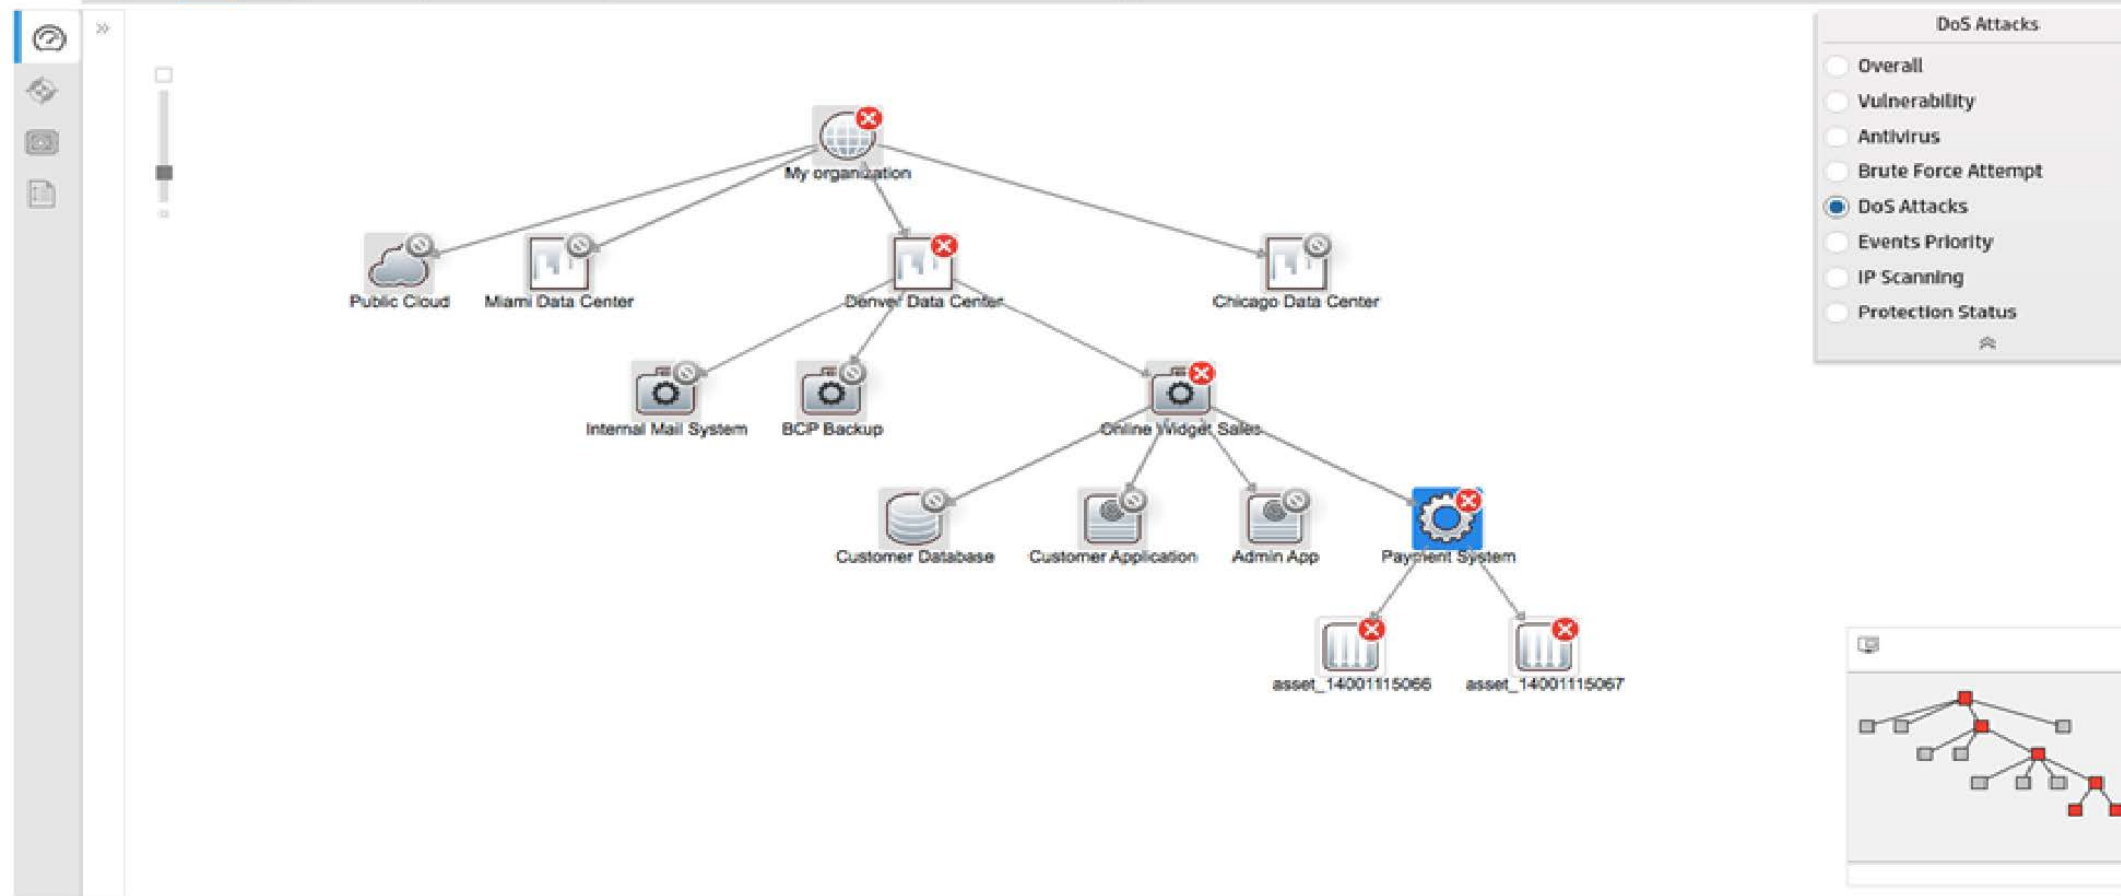 DoS Attacks
Overall
Vulnerability
Antivirus
Brute Force Attempt
DoS Attacks
Events Priority
IP Scanning
Protection Status
My organization
Public Cloud
Miami Data Center
Denver Data Center
Chicago Data Center
Internal Mail System
BCP Backup
Online Widget Sales
Customer Database
Customer Application
Admin App
Payment System
asset_14001115066
asset_14001115067